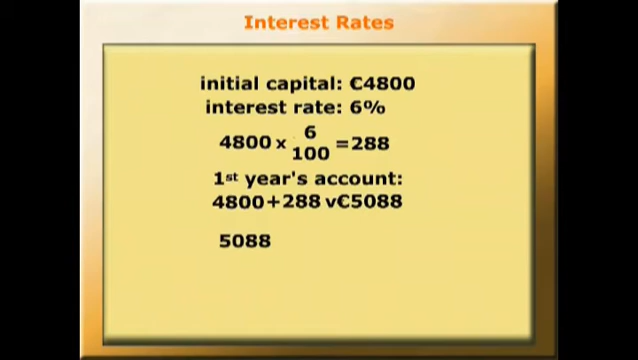 Interest Rates
initial capital: €4800
interest rate: 6%
4800 x 6/100 =288
1st year's account:
4800+288 v€5088
5088